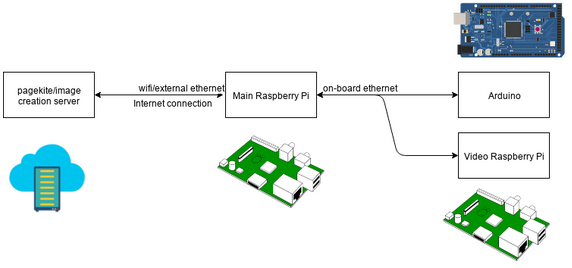 pagekite/image
creation server
wifi/external ethernet
Internet connection
Main Raspberry Pi
on-board ethernet
Arduino
Video Raspberry Pi